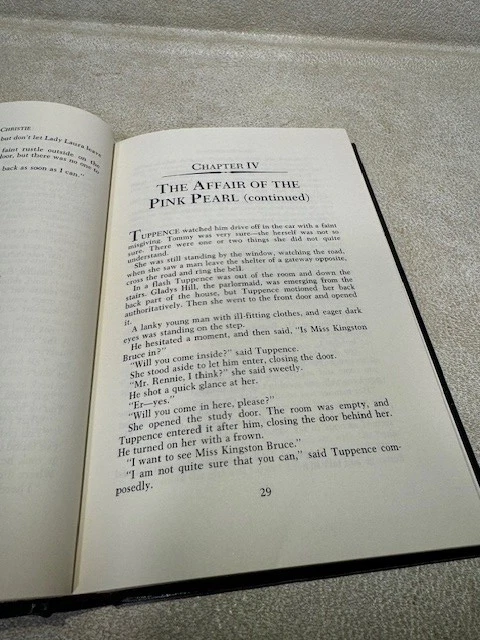 CHRISTIE
but don't let Lady Laura leave
faint rustle outside on the
door, but there was no one to
back as soon as I can."
CHAPTER IV
THE AFFAIR OF THE
PINK PEARL (continued)
TUPPENCE watched him drive off in the car with a faint
misgiving. Tommy was very sure—she herself was not so
sure. There were one or two things she did not quite
understand.
She was still standing by the window, watching the road,
when she saw a man leave the shelter of a gateway opposite,
cross the road and ring the bell.
In a flash Tuppence was out of the room and down the
stairs. Gladys Hill, the parlormaid, was emerging from the
back part of the house, but Tuppence motioned her back
authoritatively. Then she went to the front door and opened
it.
A lanky young man with ill-fitting clothes, and eager dark
eyes was standing on the step.
He hesitated a moment, and then said, "Is Miss Kingston
Bruce in?"
"Will you come inside?" said Tuppence.
She stood aside to let him enter, closing the door.
"Mr. Rennie, I think?" she said sweetly.
He shot a quick glance at her.
"Er—yes."
"Will you come in here, please?"
She opened the study door. The room was empty, and
Tuppence entered it after him, closing the door behind her.
He turned on her with a frown.
"I want to see Miss Kingston Bruce."
"I am not quite sure that you can," said Tuppence com-
posedly.
29